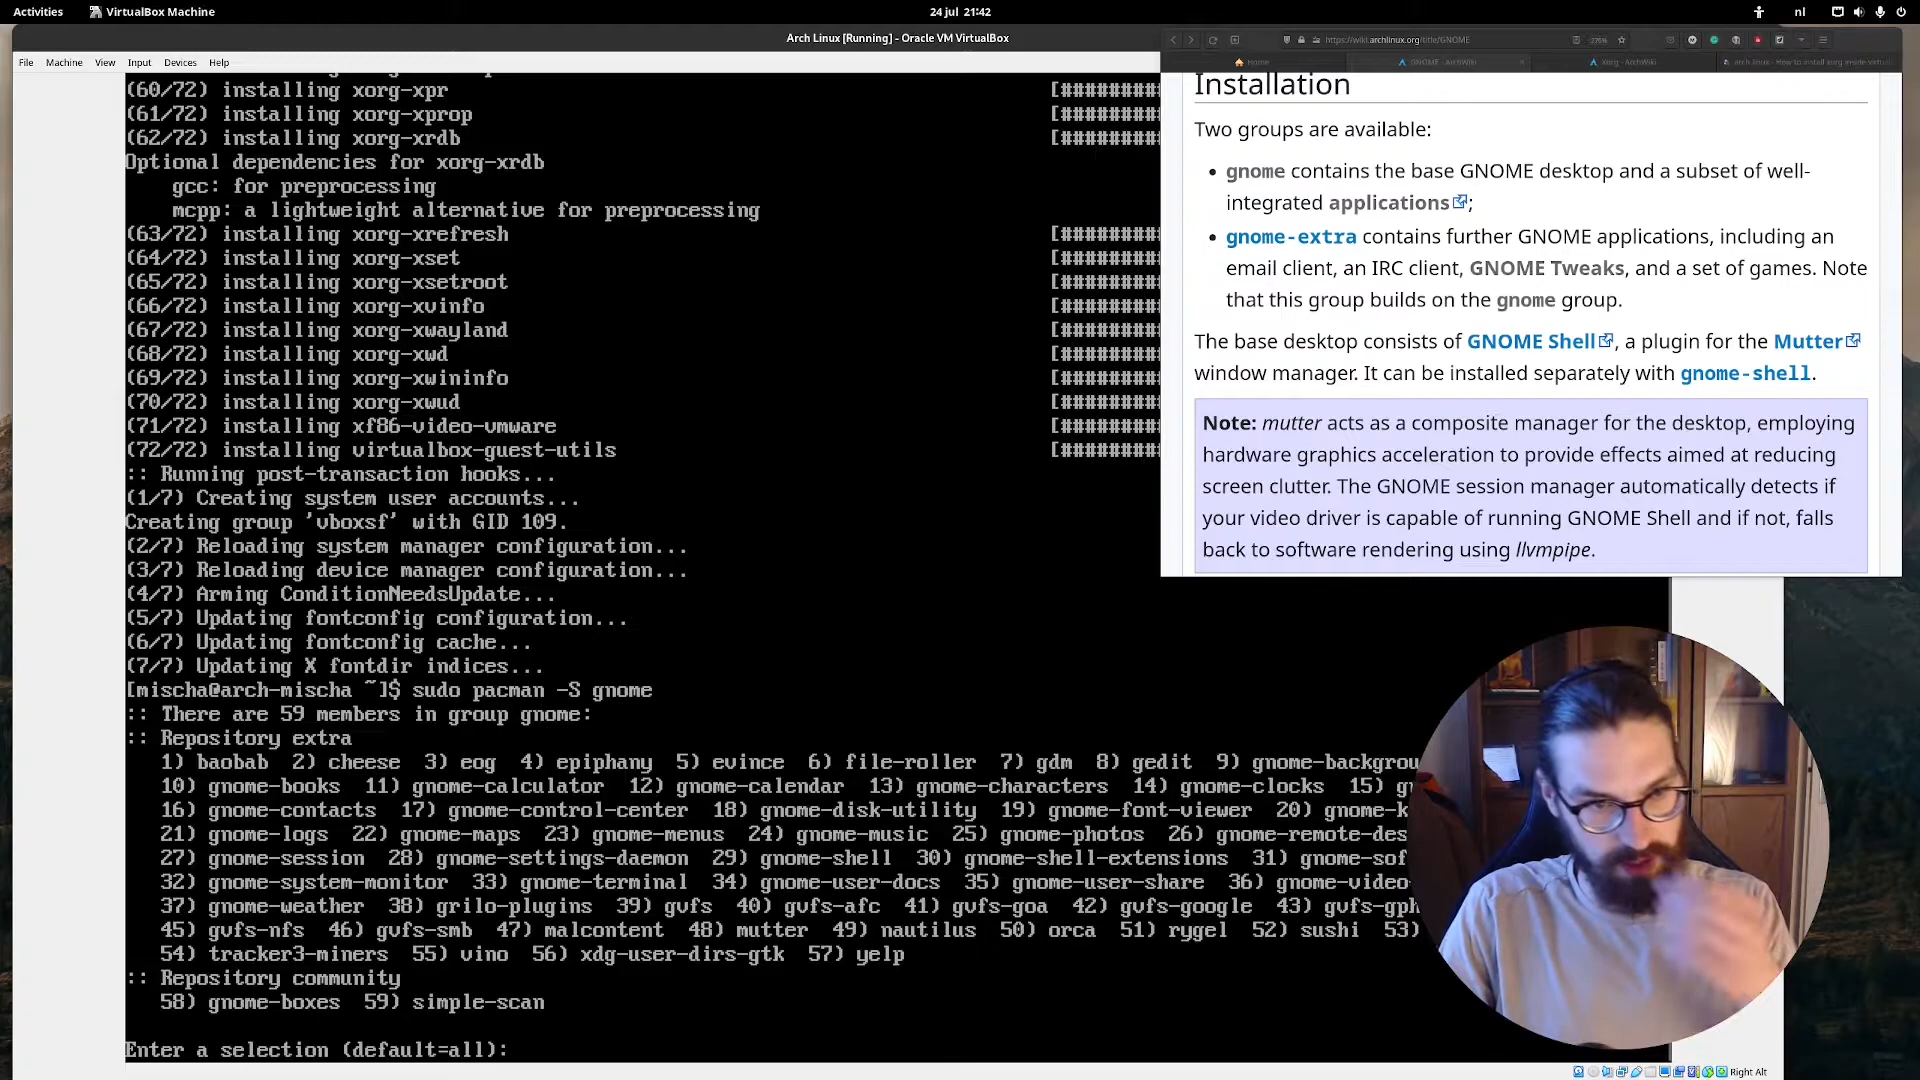 Activities VirtualBox Machine 24 jul 21:42 nl
Arch Linux [Running] - Oracle VM VirtualBox
File Machine View Input Devices Help
(60/72) installing xorg-xpr [#########
(61/72) installing xorg-xprop [#########
(62/72) installing xorg-xrdb [#########
Optional dependencies for xorg-xrdb
gcc: for preprocessing
mcpp: a lightweight alternative for preprocessing
(63/72) installing xorg-xrefresh [#########
(64/72) installing xorg-xset [#########
(65/72) installing xorg-xsetroot [#########
(66/72) installing xorg-xvinfo [#########
(67/72) installing xorg-xwayland [#########
(68/72) installing xorg-xwd [#########
(69/72) installing xorg-xwininfo [#########
(70/72) installing xorg-xwud [#########
(71/72) installing xf86-video-vmware [#########
(72/72) installing virtualbox-guest-utils [#########
:: Running post-transaction hooks...
(1/7) Creating system user accounts...
Creating group 'vboxsf' with GID 109.
(2/7) Reloading system manager configuration...
(3/7) Reloading device manager configuration...
(4/7) Arming ConditionNeedsUpdate...
(5/7) Updating fontconfig configuration...
(6/7) Updating fontconfig cache...
(7/7) Updating X fontdir indices...
[mischa@arch-mischa ~]$ sudo pacman -S gnome
:: There are 59 members in group gnome:
:: Repository extra
1) baobab 2) cheese 3) eog 4) epiphany 5) evince 6) file-roller 7) gdm 8) gedit 9) gnome-backgrou
10) gnome-books 11) gnome-calculator 12) gnome-calendar 13) gnome-characters 14) gnome-clocks 15) g
16) gnome-contacts 17) gnome-control-center 18) gnome-disk-utility 19) gnome-font-viewer 20) gnome-k
21) gnome-logs 22) gnome-maps 23) gnome-menus 24) gnome-music 25) gnome-photos 26) gnome-remote-des
27) gnome-session 28) gnome-settings-daemon 29) gnome-shell 30) gnome-shell-extensions 31) gnome-sof
32) gnome-system-monitor 33) gnome-terminal 34) gnome-user-docs 35) gnome-user-share 36) gnome-video
37) gnome-weather 38) grilo-plugins 39) gvfs 40) gvfs-afc 41) gvfs-goa 42) gvfs-google 43) gvfs-gph
45) gvfs-nfs 46) gvfs-smb 47) malcontent 48) mutter 49) nautilus 50) orca 51) rygel 52) sushi 53)
54) tracker3-miners 55) vino 56) xdg-user-dirs-gtk 57) yelp
:: Repository community
58) gnome-boxes 59) simple-scan
Enter a selection (default=all):
https://wiki.archlinux.org/title/GNOME
Home GNOME - ArchWiki Xorg - ArchWiki arch linux - How to install xorg inside
Installation
Two groups are available:
• gnome contains the base GNOME desktop and a subset of well-
integrated applications;
• gnome-extra contains further GNOME applications, including an
email client, an IRC client, GNOME Tweaks, and a set of games. Note
that this group builds on the gnome group.
The base desktop consists of GNOME Shell, a plugin for the Mutter
window manager. It can be installed separately with gnome-shell.
Note: mutter acts as a composite manager for the desktop, employing
hardware graphics acceleration to provide effects aimed at reducing
screen clutter. The GNOME session manager automatically detects if
your video driver is capable of running GNOME Shell and if not, falls
back to software rendering using llvmpipe.
Right Alt